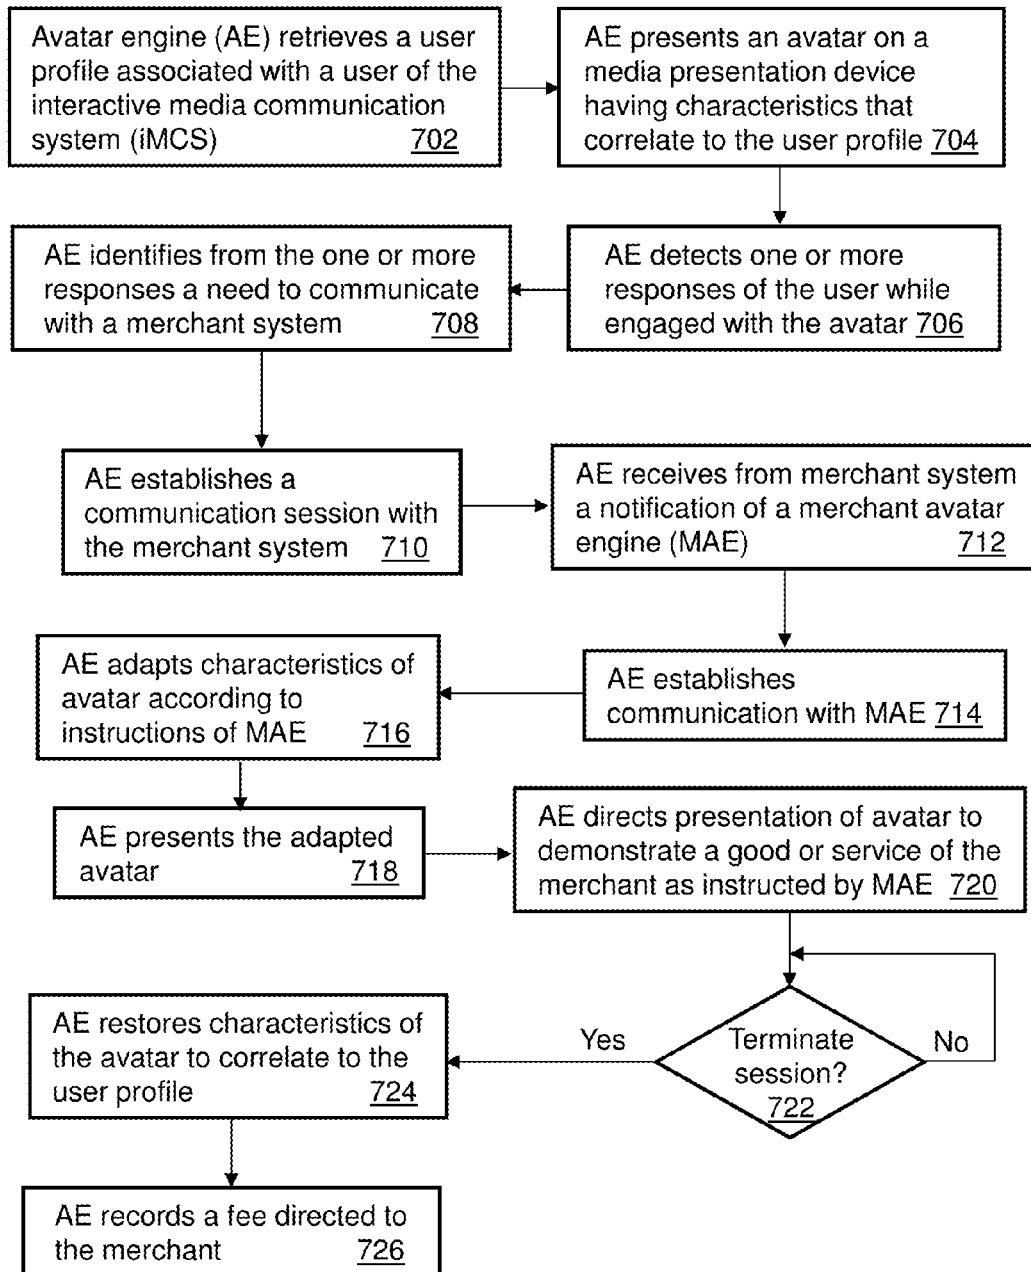 Avatar engine (AE) retrieves a user
profile associated with a user of the
interactive media communication
system (iMCS) 702
AE presents an avatar on a
media presentation device
having characteristics that
correlate to the user profile 704
AE detects one or more
responses of the user while
engaged with the avatar 706
AE identifies from the one or more
responses a need to communicate
with a merchant system 708
AE establishes a
communication session with
the merchant system 710
AE receives from merchant system
a notification of a merchant avatar
engine (MAE) 712
AE establishes
communication with MAE 714
AE adapts characteristics of
avatar according to
instructions of MAE 716
AE presents the adapted
avatar 718
AE directs presentation of avatar to
demonstrate a good or service of the
merchant as instructed by MAE 720
Terminate
session?
722
No
Yes
AE restores characteristics of
the avatar to correlate to the
user profile 724
AE records a fee directed to
the merchant 726